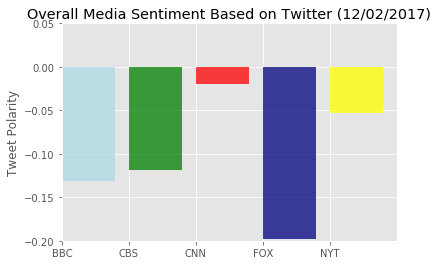 Overall Media Sentiment Based on Twitter (12/02/2017)
0.05
0.00
−0.05
−0.10
−0.15
−0.20
Tweet Polarity
BBC CBS CNN FOX NYT